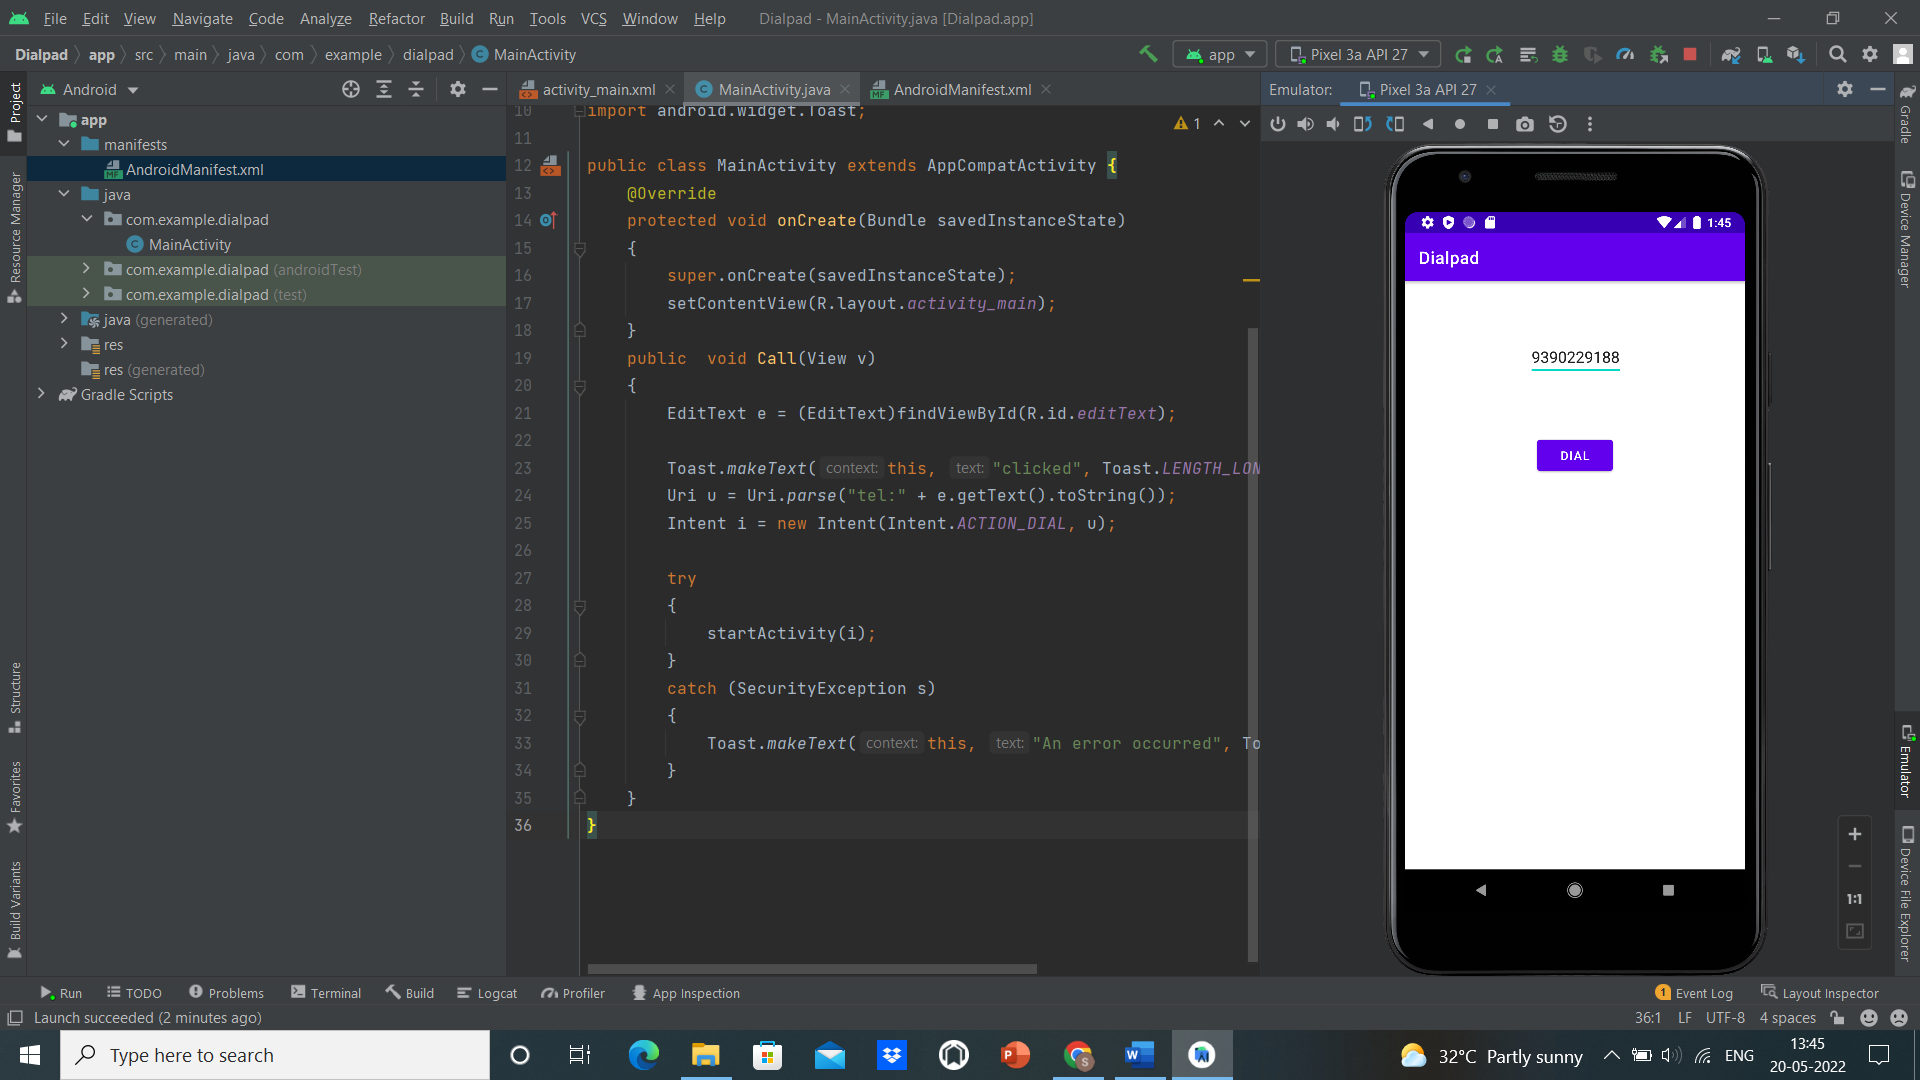 File Edit View Navigate Code Analyze Refactor Build Run Tools VCS Window Help Dialpad - MainActivity.java [Dialpad.app]
Dialpad app src main java com example dialpad MainActivity
app Pixel 3a API 27
Project
Resource Manager
Structure
Favorites
Build Variants
Android
app
manifests
AndroidManifest.xml
java
com.example.dialpad
MainActivity
com.example.dialpad (androidTest)
com.example.dialpad (test)
java (generated)
res
res (generated)
Gradle Scripts
activity_main.xml MainActivity.java AndroidManifest.xml
1
10 import android.widget.Toast;
11
12 public class MainActivity extends AppCompatActivity {
13 @Override
14 protected void onCreate(Bundle savedInstanceState)
15 {
16 super.onCreate(savedInstanceState);
17 setContentView(R.layout.activity_main);
18 }
19 public  void Call(View v)
20 {
21 EditText e = (EditText)findViewById(R.id.editText);
22
23 Toast.makeText( context: this, text: "clicked", Toast.LENGTH_LON
24 Uri u = Uri.parse("tel:" + e.getText().toString());
25 Intent i = new Intent(Intent.ACTION_DIAL, u);
26
27 try
28 {
29 startActivity(i);
30 }
31 catch (SecurityException s)
32 {
33 Toast.makeText( context: this, text: "An error occurred", To
34 }
35 }
36 }
Emulator: Pixel 3a API 27
1:45
Dialpad
9390229188
DIAL
1:1
Gradle
Device Manager
Emulator
Device File Explorer
Run TODO Problems Terminal Build Logcat Profiler App Inspection
1 Event Log Layout Inspector
Launch succeeded (2 minutes ago)
36:1 LF UTF-8 4 spaces
Type here to search
32°C Partly sunny
ENG
13:45
20-05-2022